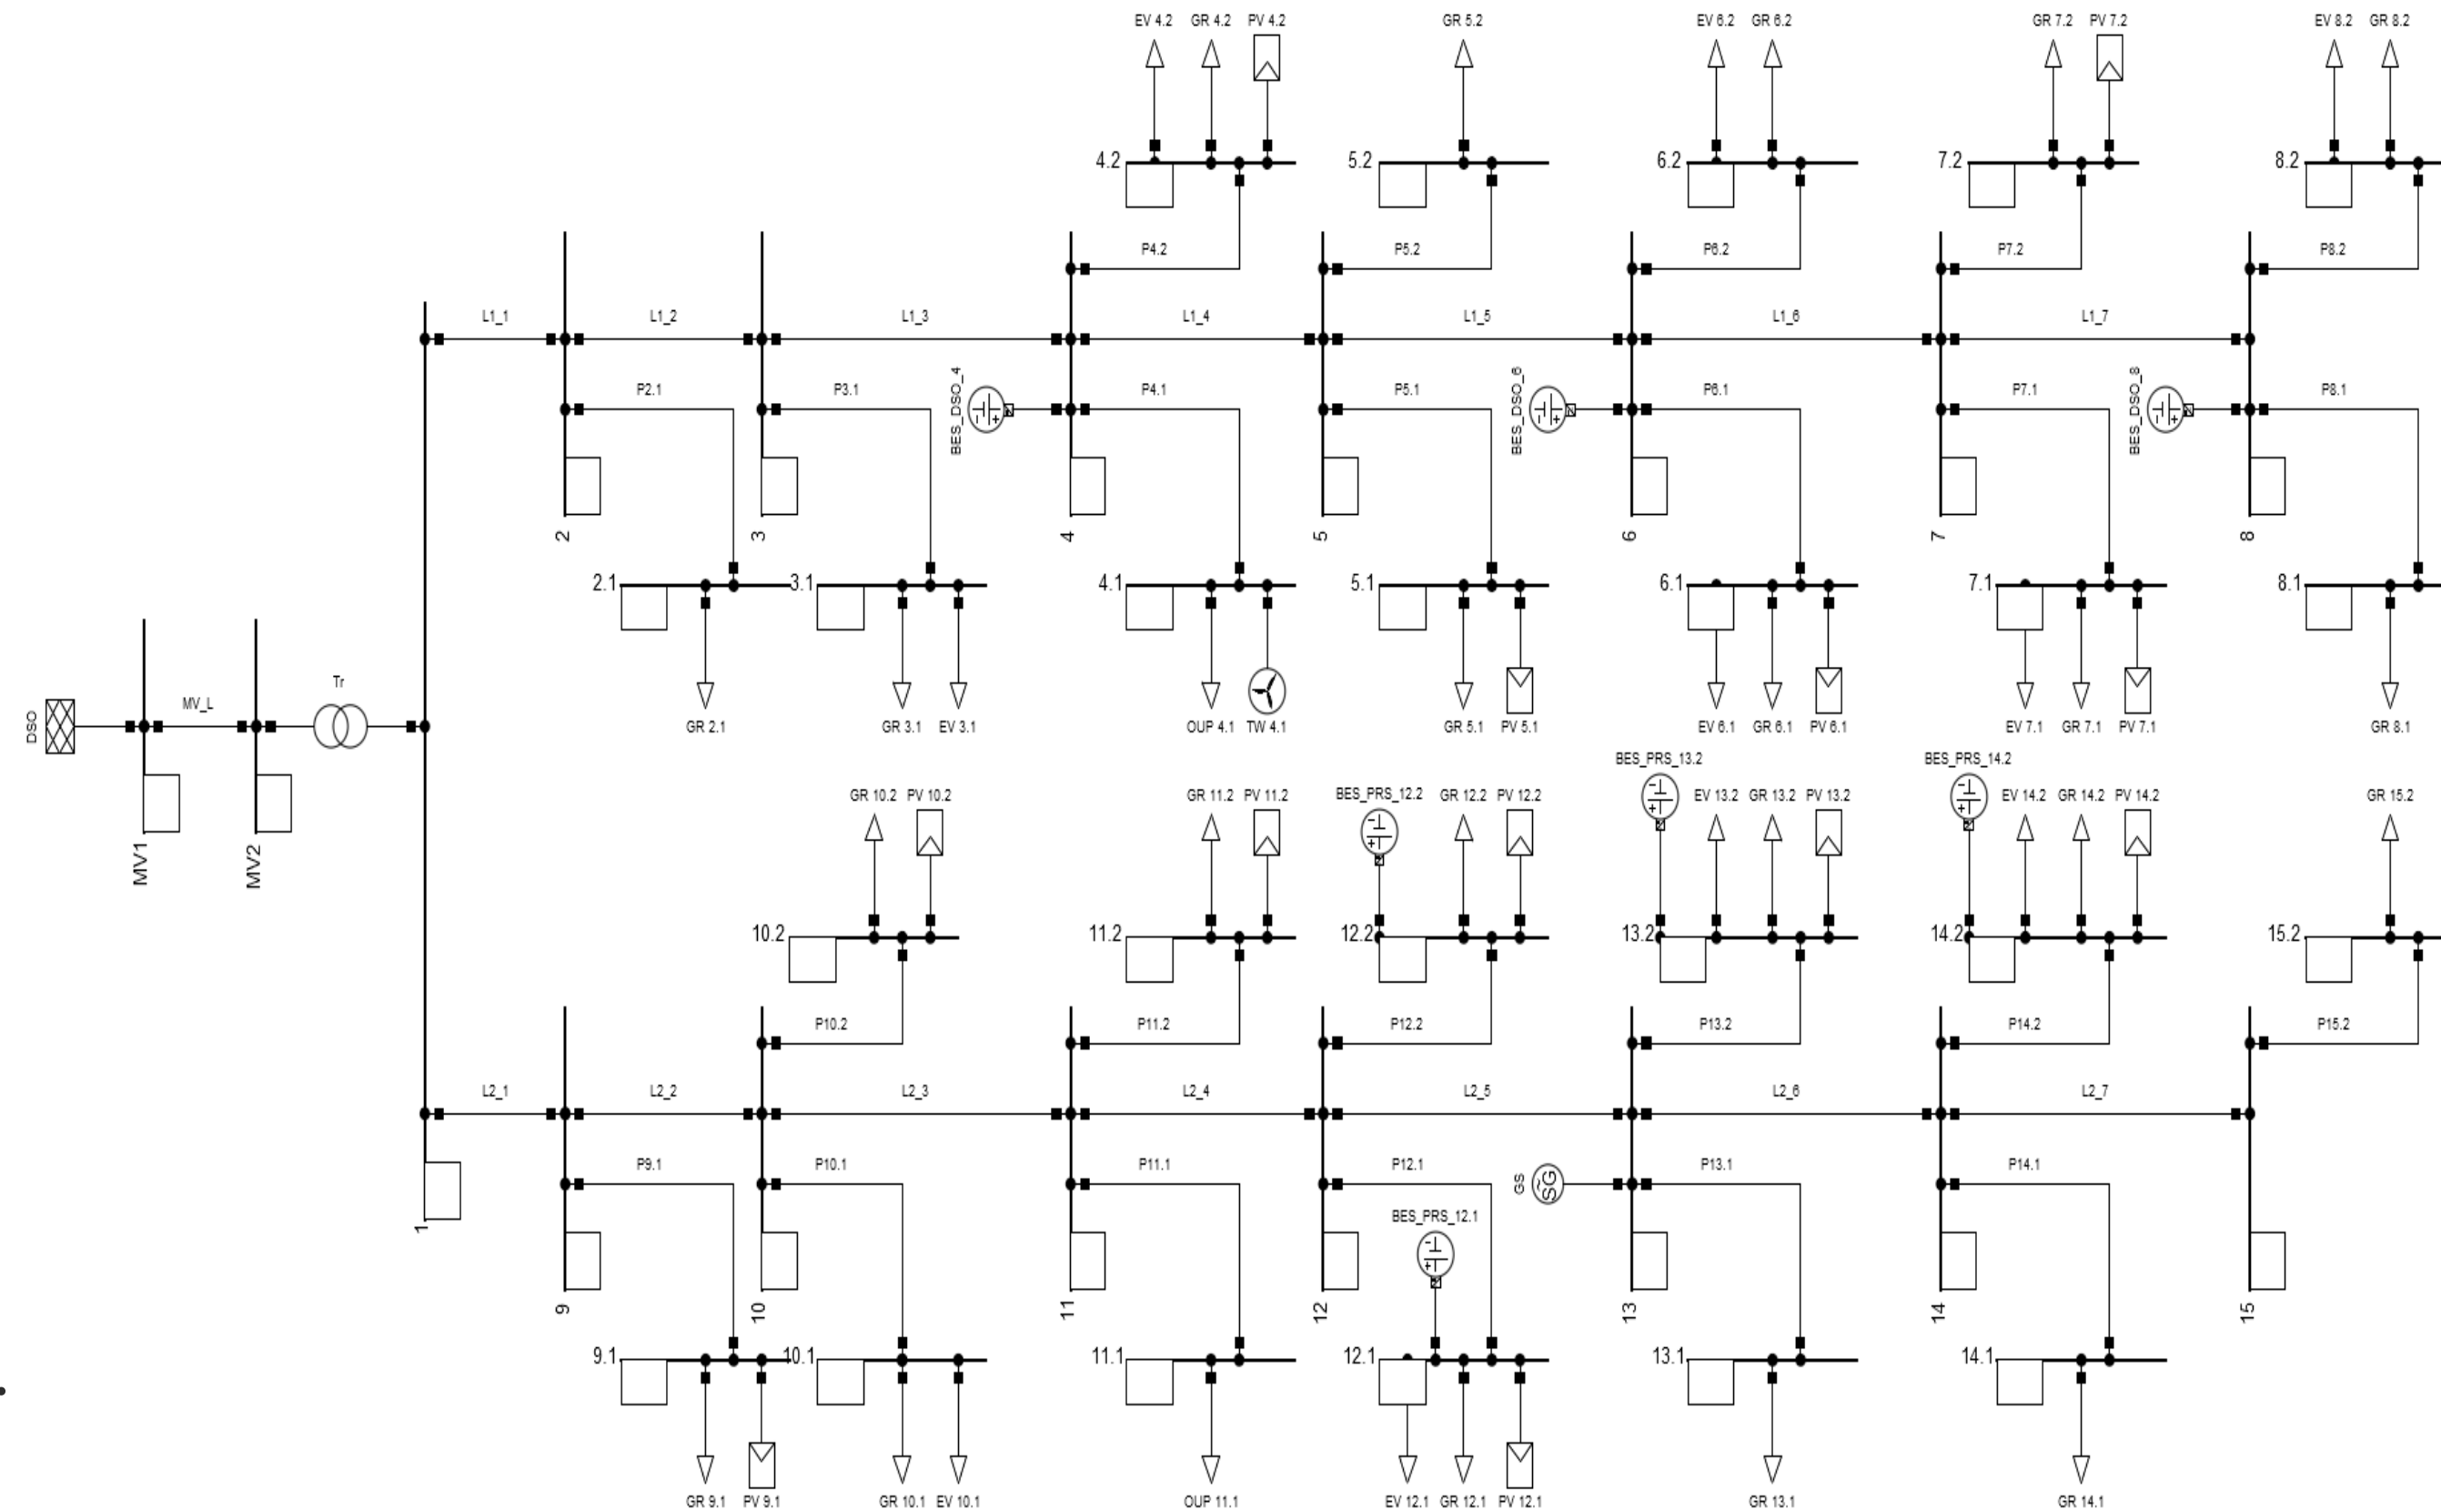 EV 4.2 GR 4.2 PV 4.2 GR 5.2 EV 6.2 GR 6.2 GR 7.2 PV 7.2 EV 8.2 GR 8.2
4.2 5.2 6.2 7.2 8.2
P4.2 P5.2 P6.2 P7.2 P8.2
L1_1 L1_2 L1_3 L1_4 L1_5 L1_6 L1_7
P2.1 P3.1 BES_DSO_4 P4.1 P5.1 BES_DSO_6 P6.1 P7.1 BES_DSO_8 P8.1
2 3 4 5 6 7 8
2.1 3.1 4.1 5.1 6.1 7.1 8.1
DSO MV_L Tr
GR 2.1 GR 3.1 EV 3.1 OUP 4.1 TW 4.1 GR 5.1 PV 5.1 EV 6.1 GR 6.1 PV 6.1 EV 7.1 GR 7.1 PV 7.1 GR 8.1
MV1 MV2
BES_PRS_13.2 BES_PRS_14.2
GR 10.2 PV 10.2 GR 11.2 PV 11.2 BES_PRS_12.2 GR 12.2 PV 12.2 EV 13.2 GR 13.2 PV 13.2 EV 14.2 GR 14.2 PV 14.2 GR 15.2
10.2 11.2 12.2 13.2 14.2 15.2
P10.2 P11.2 P12.2 P13.2 P14.2 P15.2
L2_1 L2_2 L2_3 L2_4 L2_5 L2_6 L2_7
P9.1 P10.1 P11.1 P12.1 GS SG P13.1 P14.1
1
BES_PRS_12.1
9 10 11 12 13 14 15
9.1 10.1 11.1 12.1 13.1 14.1
GR 9.1 PV 9.1 GR 10.1 EV 10.1 OUP 11.1 EV 12.1 GR 12.1 PV 12.1 GR 13.1 GR 14.1